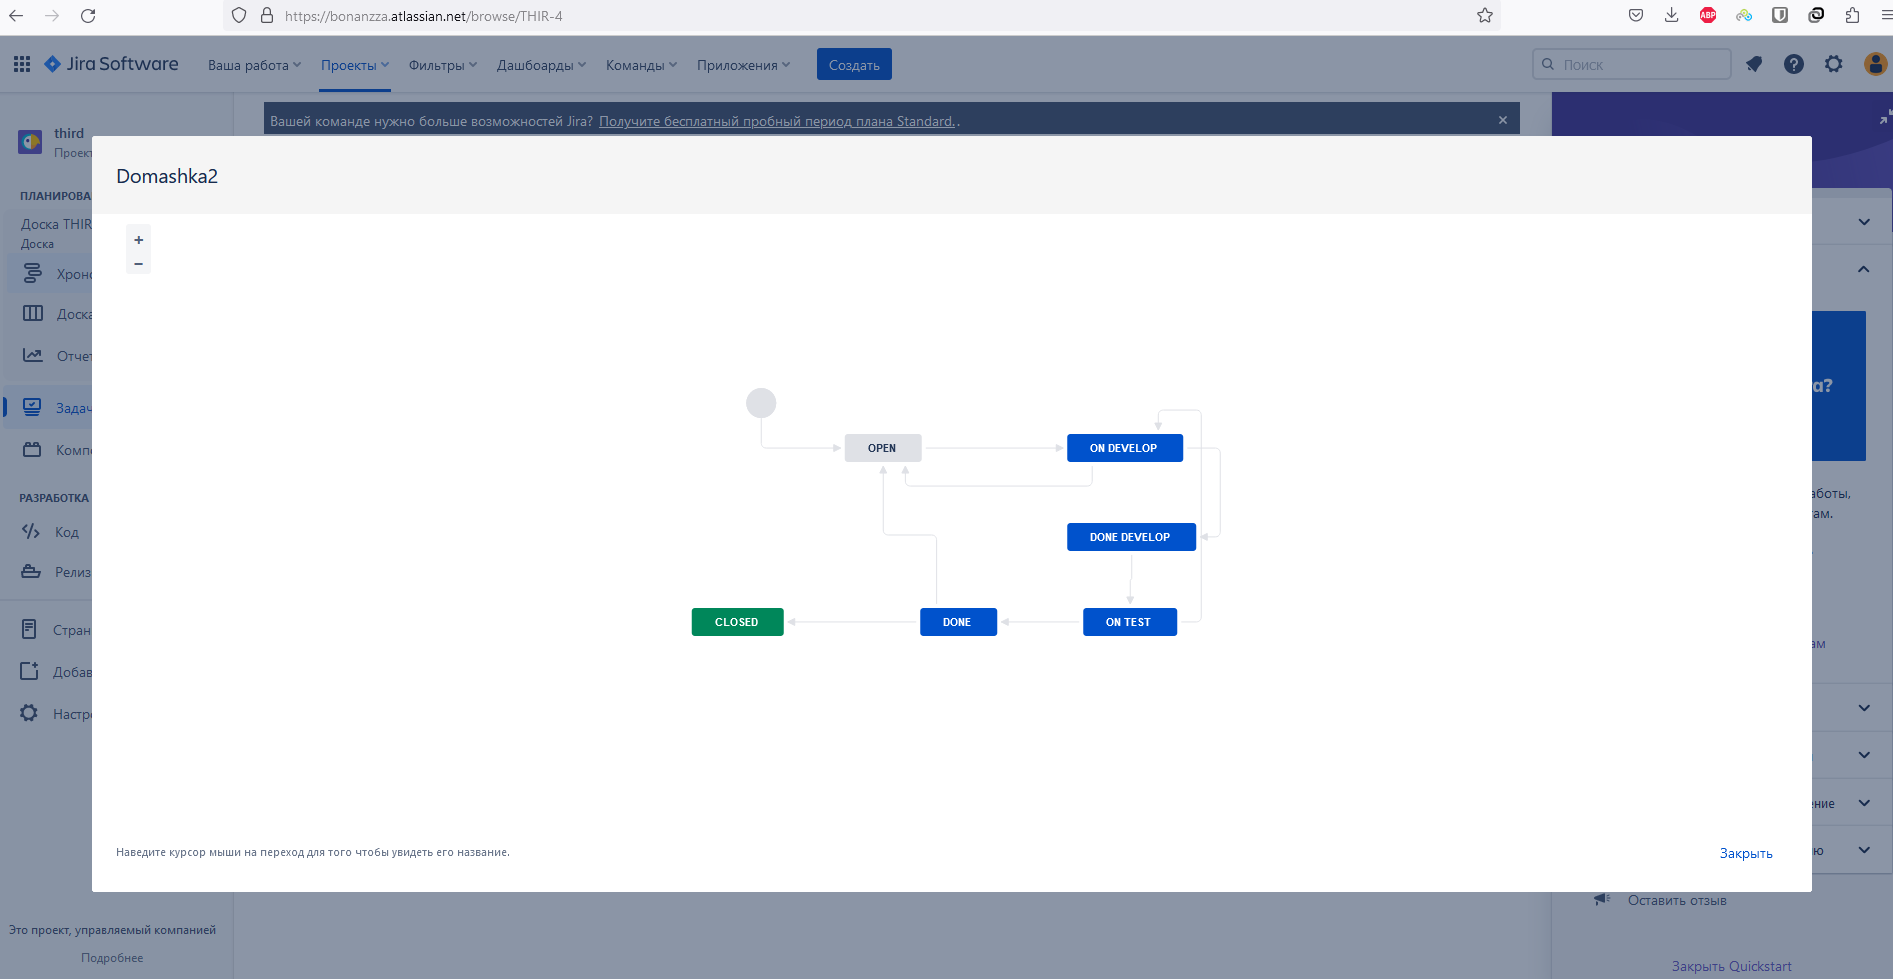 https://bonanzza.atlassian.net/browse/THIR-4
ABP
Jira Software
Ваша работа
Проекты
Фильтры
Дашборды
Команды
Приложения
Создать
Поиск
Вашей команде нужно больше возможностей Jira? Получите бесплатный пробный период плана Standard..
third
Проект
ПЛАНИРОВА
Доска THIR
Доска
Хроно
Доска
Отчет
Задач
Компо
РАЗРАБОТКА
Код
Релиз
Стран
Добав
Настро
Это проект, управляемый компанией
Подробнее
Domashka2
+
−
OPEN
ON DEVELOP
DONE DEVELOP
CLOSED
DONE
ON TEST
Наведите курсор мыши на переход для того чтобы увидеть его название.
Закрыть
а?
аботы,
ам.
ам
ение
ю
Оставить отзыв
Закрыть Quickstart